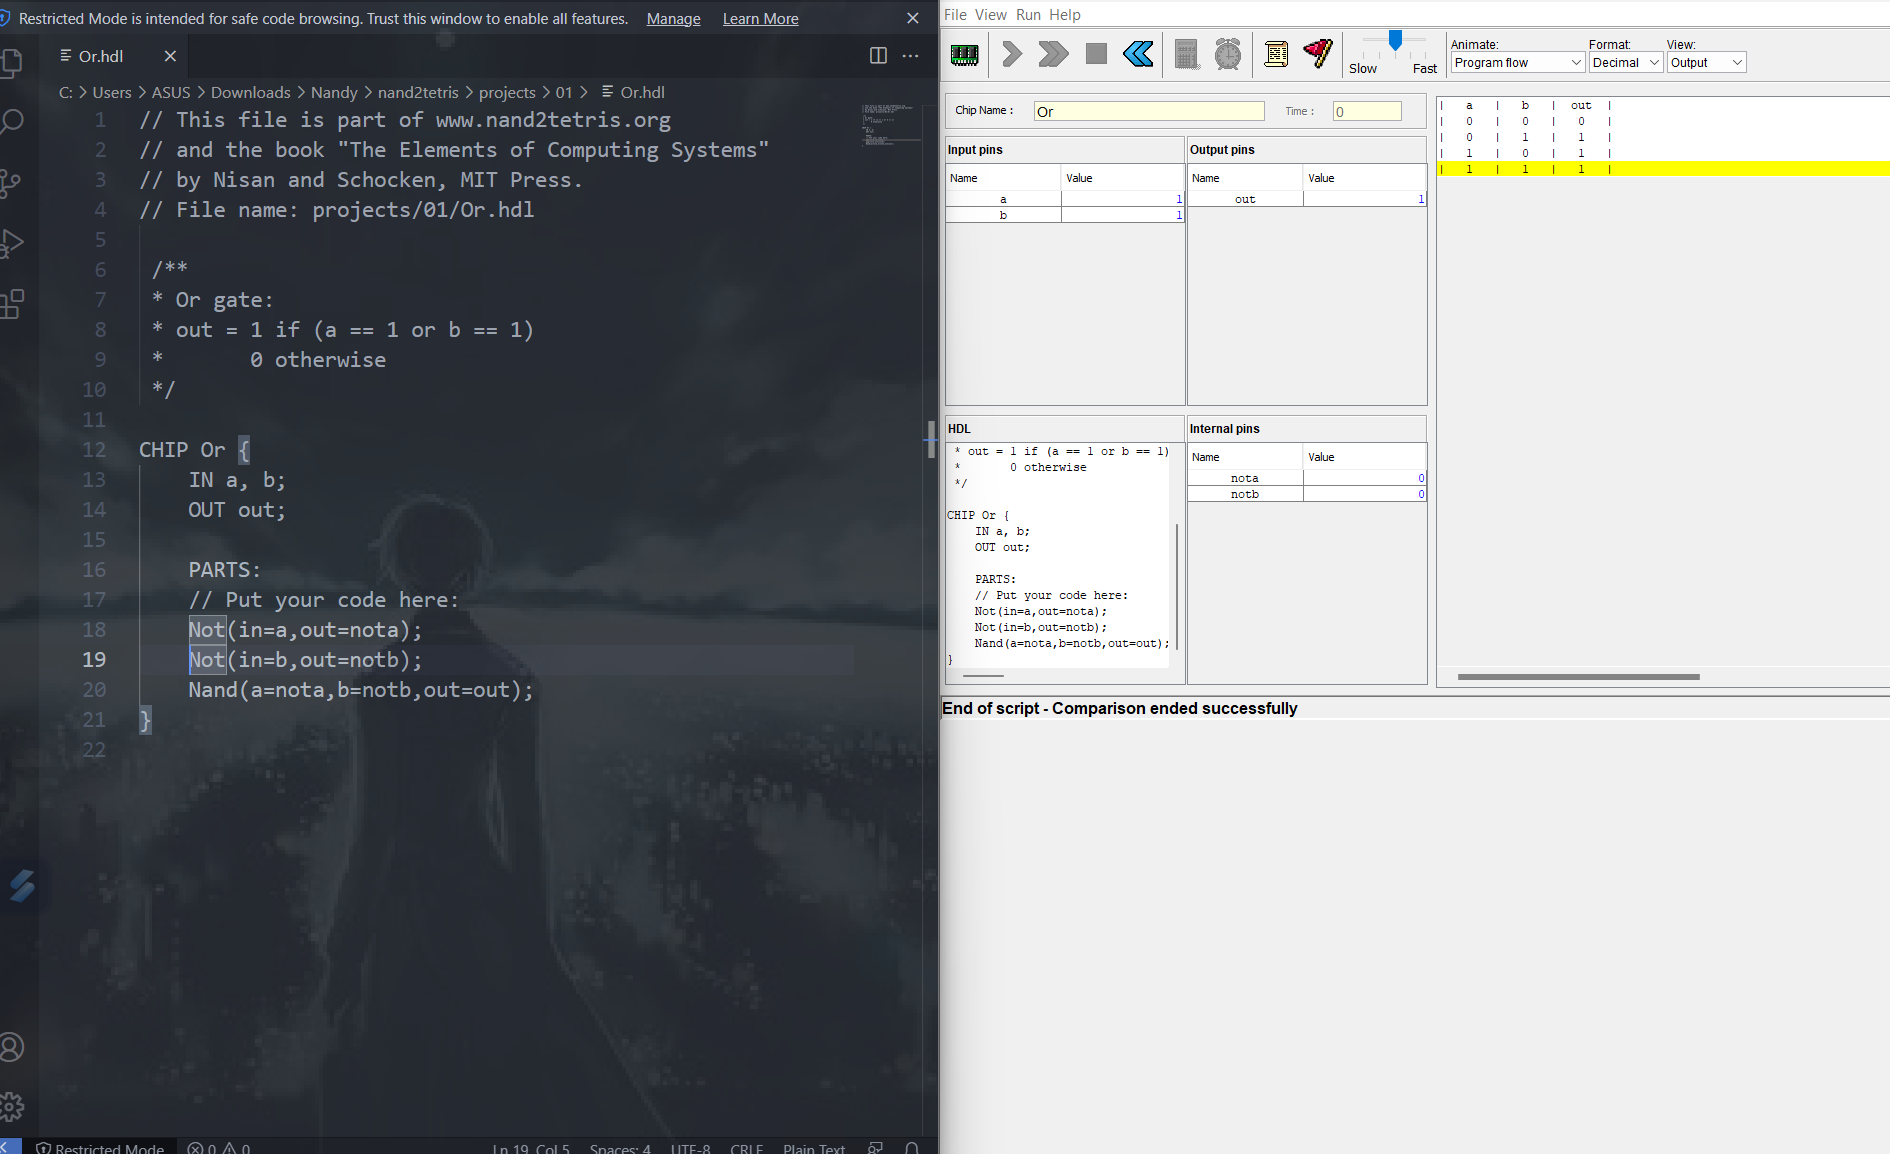 Restricted Mode is intended for safe code browsing. Trust this window to enable all features. Manage Learn More
Or.hdl
C: > Users > ASUS > Downloads > Nandy > nand2tetris > projects > 01 > Or.hdl
1 // This file is part of www.nand2tetris.org
2 // and the book "The Elements of Computing Systems"
3 // by Nisan and Schocken, MIT Press.
4 // File name: projects/01/Or.hdl
5
6 /**
7 * Or gate:
8 * out = 1 if (a == 1 or b == 1)
9 *       0 otherwise
10 */
11
12 CHIP Or {
13 IN a, b;
14 OUT out;
15
16 PARTS:
17 // Put your code here:
18 Not(in=a,out=nota);
19 Not(in=b,out=notb);
20 Nand(a=nota,b=notb,out=out);
21 }
22
Restricted Mode 0 0 Ln 19, Col 5 Spaces: 4 UTF-8 CRLF Plain Text
File View Run Help
Slow Fast
Animate: Format: View:
Program flow Decimal Output
Chip Name : Or Time : 0
Input pins
Name Value
a 1
b 1
Output pins
Name Value
out 1
HDL
* out = 1 if (a == 1 or b == 1)
*       0 otherwise
*/
CHIP Or {
IN a, b;
OUT out;
PARTS:
// Put your code here:
Not(in=a,out=nota);
Not(in=b,out=notb);
Nand(a=nota,b=notb,out=out);
}
Internal pins
Name Value
nota 0
notb 0
| a | b | out |
| 0 | 0 | 0 |
| 0 | 1 | 1 |
| 1 | 0 | 1 |
| 1 | 1 | 1 |
End of script - Comparison ended successfully